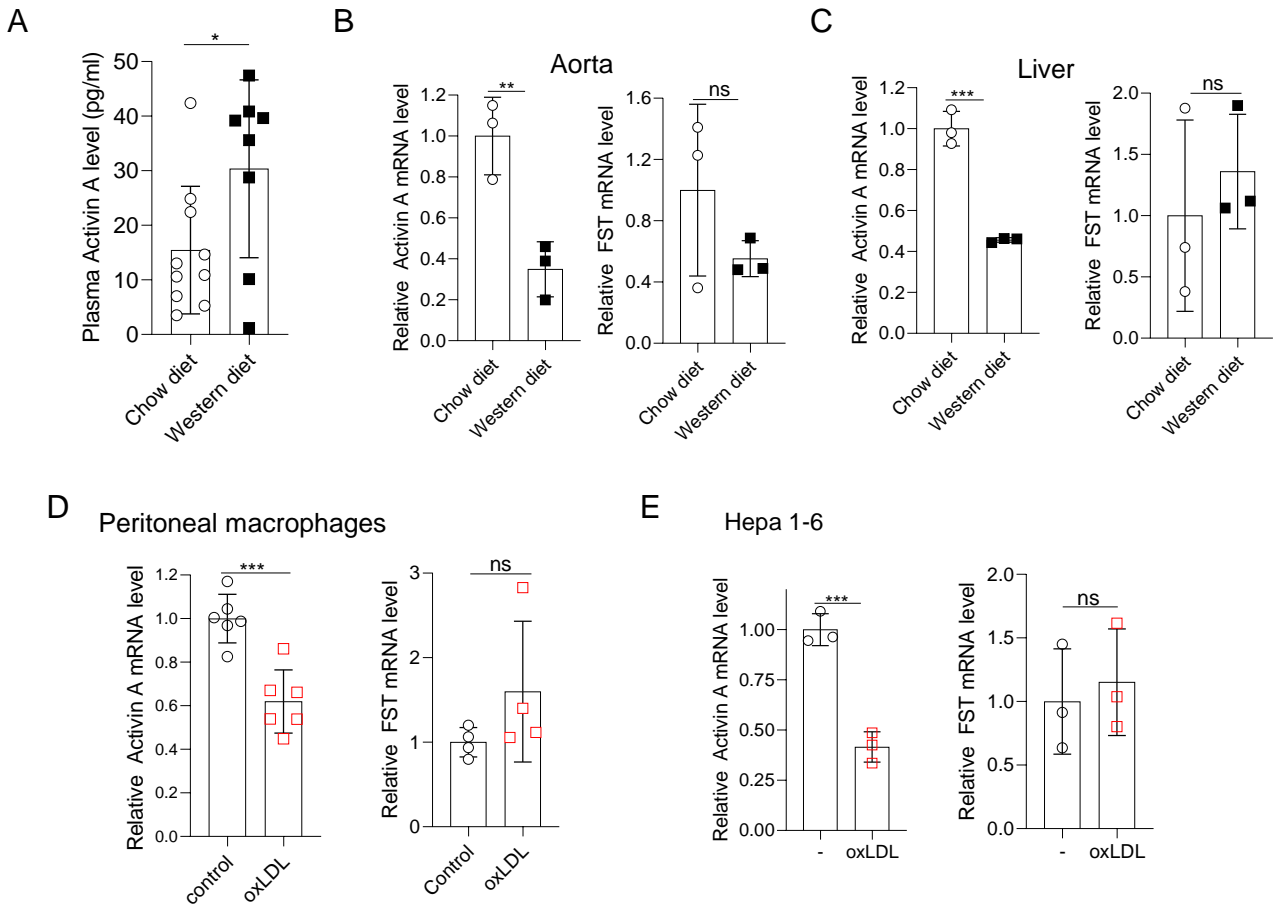 A
Plasma Activin A level (pg/ml)
50
40
30
20
10
0
*
Chow diet
Western diet
B
Aorta
Relative Activin A mRNA level
1.2
1.0
0.8
0.6
0.4
0.2
0.0
**
Chow diet
Western diet
Relative FST mRNA level
1.6
1.2
0.8
0.4
0.0
ns
Chow diet
Western diet
C
Liver
Relative Activin A mRNA level
1.2
1.0
0.8
0.6
0.4
0.2
0.0
***
Chow diet
Western diet
Relative FST mRNA level
2.0
1.5
1.0
0.5
0.0
ns
Chow diet
Western diet
D
Peritoneal macrophages
Relative Activin A mRNA level
1.2
1.0
0.8
0.6
0.4
0.2
0.0
***
control
oxLDL
Relative FST mRNA level
3
2
1
0
ns
Control
oxLDL
E
Hepa 1-6
Relative Activin A mRNA level
1.00
0.75
0.50
0.25
0.00
***
- oxLDL
Relative FST mRNA level
2.0
1.5
1.0
0.5
0.0
ns
- oxLDL